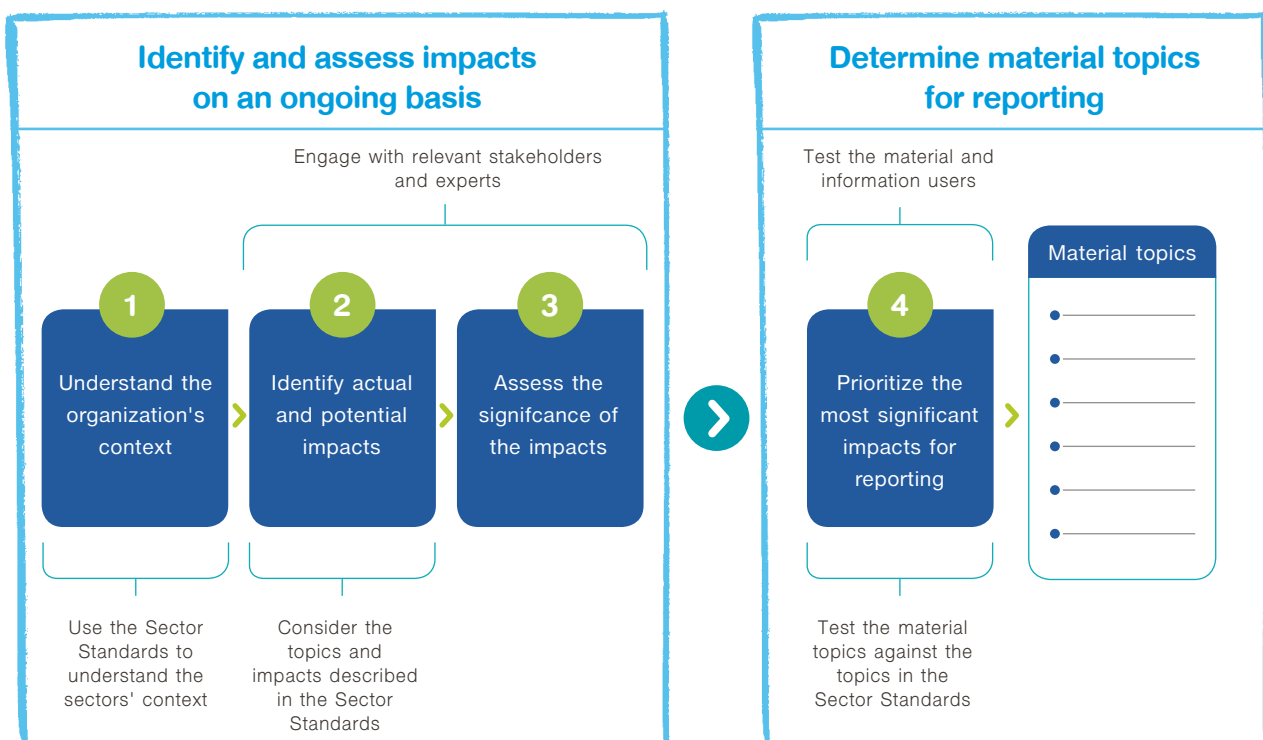 Identify and assess impacts
on an ongoing basis
Engage with relevant stakeholders
and experts
1
Understand the
organization's
context
2
Identify actual
and potential
impacts
3
Assess the
signifcance of
the impacts
Use the Sector
Standards to
understand the
sectors' context
Consider the
topics and
impacts described
in the Sector
Standards
Determine material topics
for reporting
Test the material and
information users
4
Prioritize the
most significant
impacts for
reporting
Material topics
Test the material
topics against the
topics in the
Sector Standards